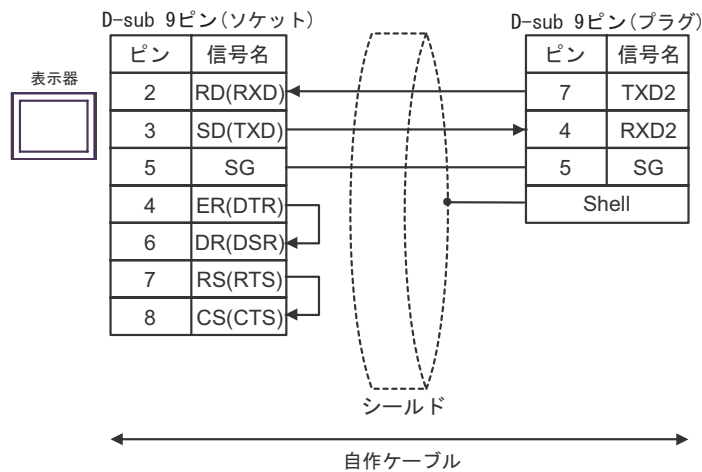 D-sub 9ピン(ソケット)
D-sub 9ピン(プラグ)
表示器
ピン 信号名
2 RD(RXD)
3 SD(TXD)
5 SG
4 ER(DTR)
6 DR(DSR)
7 RS(RTS)
8 CS(CTS)
ピン 信号名
7 TXD2
4 RXD2
5 SG
Shell
シールド
自作ケーブル